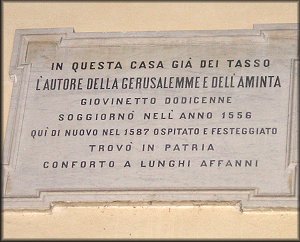 IN QUESTA CASA GIÁ DEI TASSO
L'AUTORE DELLA GERUSALEMME E DELL'AMINTA
GIOVINETTO DODICENNE
SOGGIORNÒ NELL'ANNO 1556
QUÌ DI NUOVO NEL 1587 OSPITATO E FESTEGGIATO
TROVÒ IN PATRIA
CONFORTO A LUNGHI AFFANNI